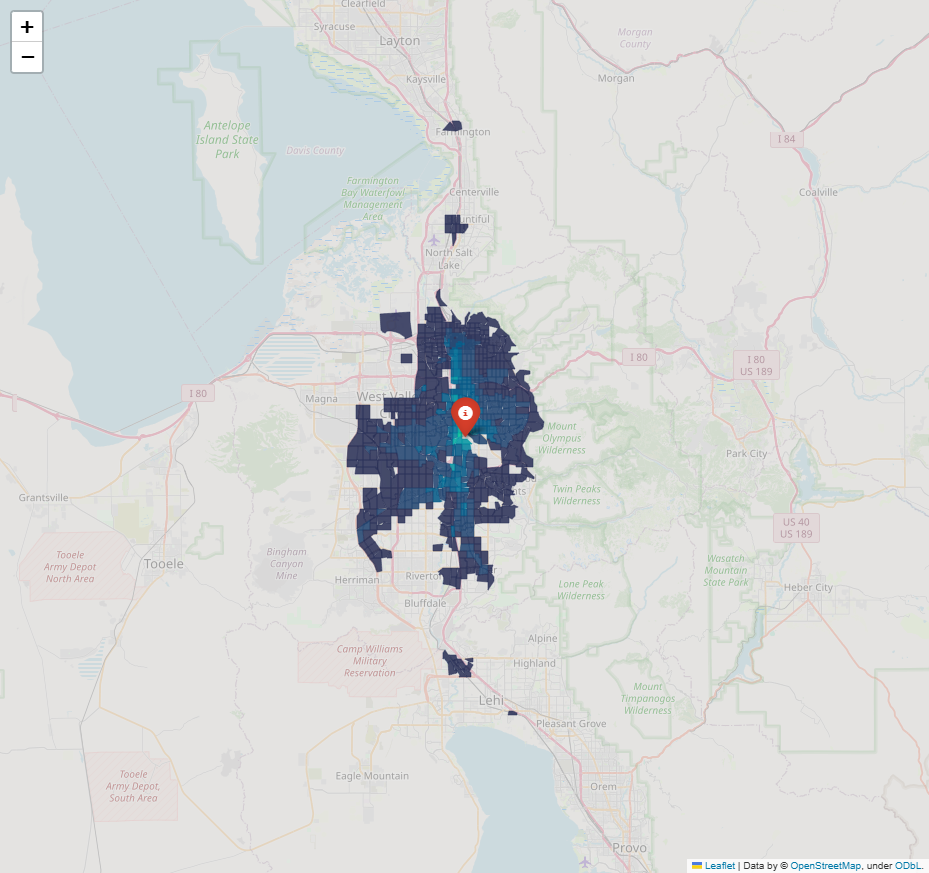 +
−
Clearfield
Syracuse
Layton
Kaysville
Morgan
County
Morgan
Farmington
Antelope
Island State
Park
Davis County
I 84
Farmington
Bay Waterfowl
Management
Area
Centerville
Coalville
untiful
North Salt
Lake
I 80
I 80
US 189
I 80
Magna
West Vall
i
Mount
Olympus
Wilderness
Park City
Grantsville
Twin Peaks
Wilderness
ts
I 40
US 189
Tooele
Army Depot
North Area
Tooele
Bingham
Canyon
Mine
Herriman
Riverto
Bluffdale
Lone Peak
Wilderness
Wasatch
Mountain
State Park
Heber City
Camp Williams
Military
Reservation
Alpine
Highland
Lehi
Mount
Timpanogos
Wilderness
Pleasant Grove
Tooele
Army Depot,
South Area
Eagle Mountain
Orem
Provo
Leaflet | Data by © OpenStreetMap, under ODbL.